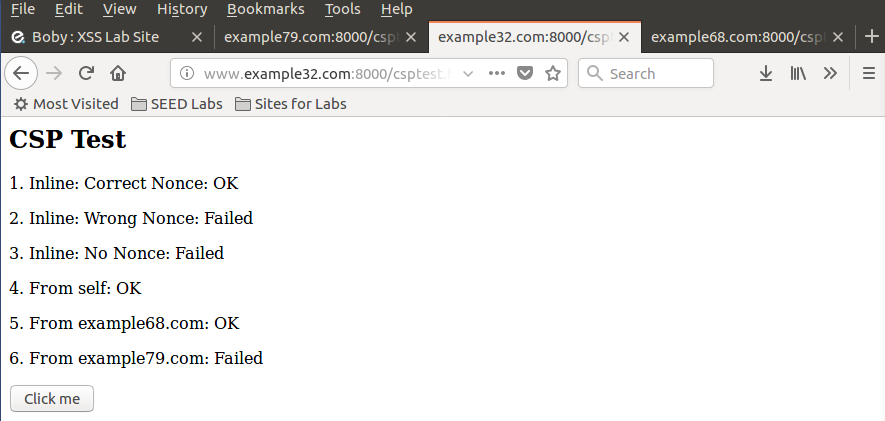 File Edit View History Bookmarks Tools Help
Boby : XSS Lab Site example79.com:8000/csp example32.com:8000/csp example68.com:8000/csp
www.example32.com:8000/csptest. Search
Most Visited SEED Labs Sites for Labs
CSP Test
1. Inline: Correct Nonce: OK
2. Inline: Wrong Nonce: Failed
3. Inline: No Nonce: Failed
4. From self: OK
5. From example68.com: OK
6. From example79.com: Failed
Click me